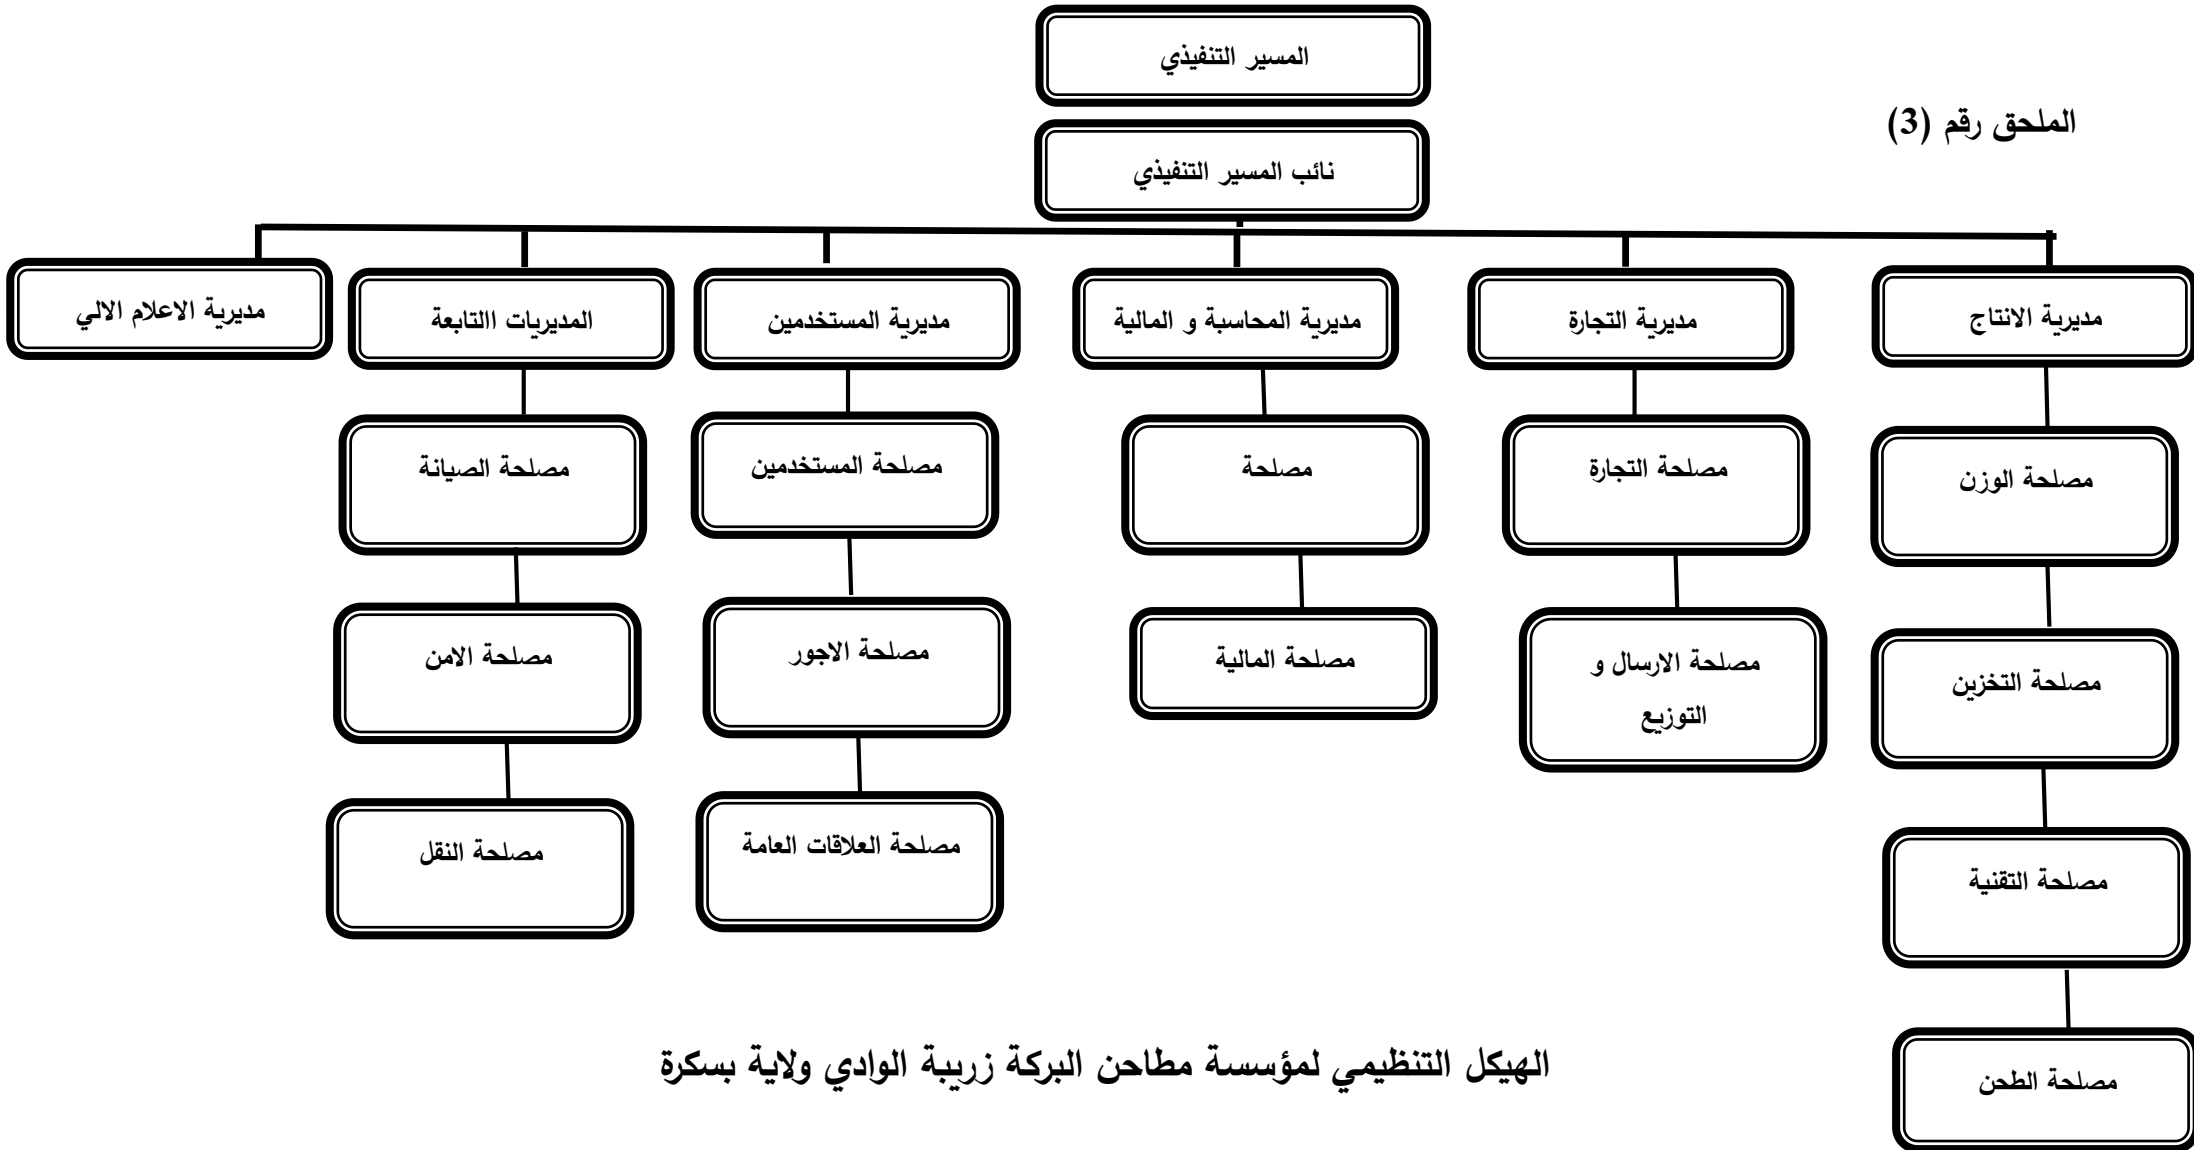 المسير التنفيذي
الملحق رقم (3)
نائب المسير التنفيذي
مديرية الانتاج
مديرية التجارة
مديرية المحاسبة و المالية
مديرية المستخدمين
المديريات االتابعة
مديرية الاعلام الالي
مصلحة الوزن
مصلحة التجارة
مصلحة
مصلحة المستخدمين
مصلحة الصيانة
مصلحة التخزين
مصلحة الارسال و
التوزيع
مصلحة المالية
مصلحة الاجور
مصلحة الامن
مصلحة التقنية
مصلحة العلاقات العامة
مصلحة النقل
مصلحة الطحن
الهيكل التنظيمي لمؤسسة مطاحن البركة زريبة الوادي ولاية بسكرة